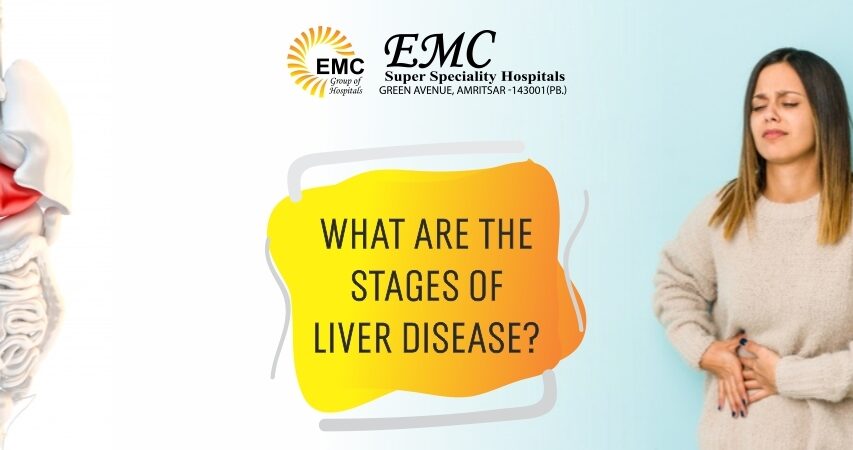 EMC
Group of
Hospitals
EMC
Super Speciality Hospitals
GREEN AVENUE, AMRITSAR -143001(PB.)
WHAT ARE THE
STAGES OF
LIVER DISEASE?